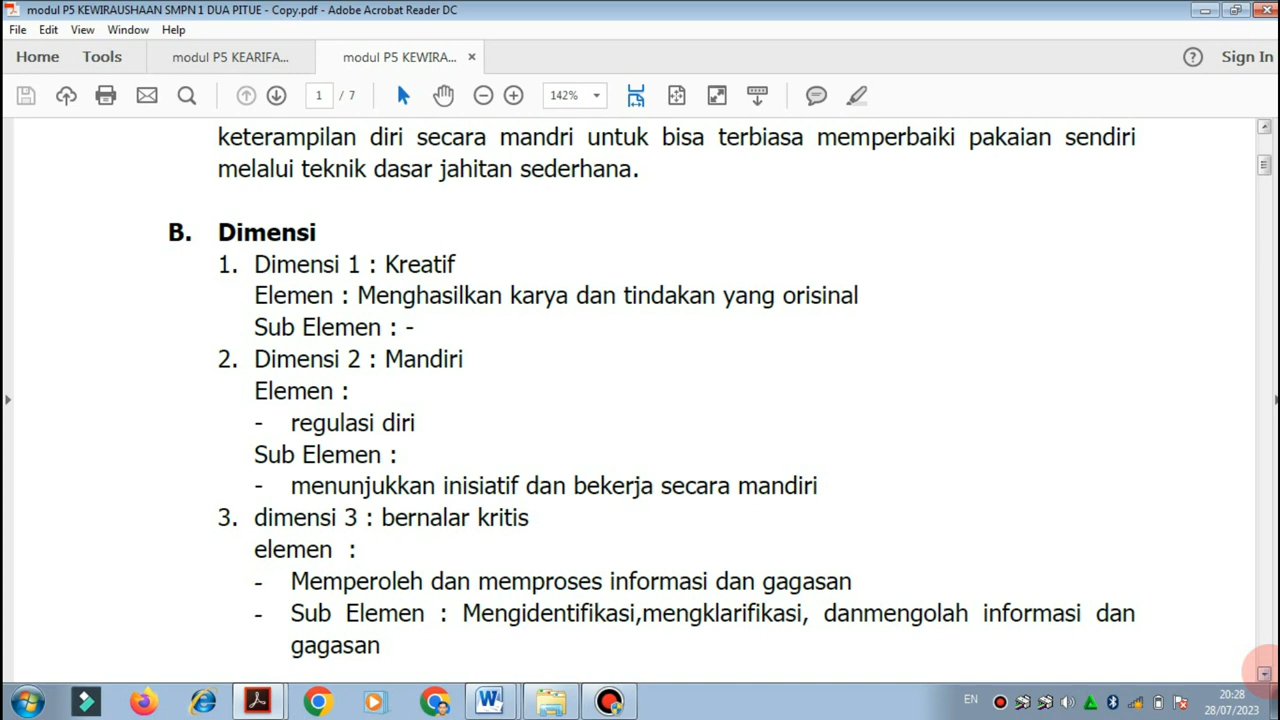 modul P5 KEWIRAUSHAAN SMPN 1 DUA PITUE - Copy.pdf - Adobe Acrobat Reader DC
File Edit View Window Help
Home Tools modul P5 KEARIFA... modul P5 KEWIRA... ×
? Sign In
1 / 7 142%
keterampilan diri secara mandri untuk bisa terbiasa memperbaiki pakaian sendiri
melalui teknik dasar jahitan sederhana.
B. Dimensi
1. Dimensi 1 : Kreatif
Elemen : Menghasilkan karya dan tindakan yang orisinal
Sub Elemen : -
2. Dimensi 2 : Mandiri
Elemen :
- regulasi diri
Sub Elemen :
- menunjukkan inisiatif dan bekerja secara mandiri
3. dimensi 3 : bernalar kritis
elemen :
- Memperoleh dan memproses informasi dan gagasan
- Sub Elemen : Mengidentifikasi,mengklarifikasi, danmengolah informasi dan
gagasan
EN 20:28
28/07/2023